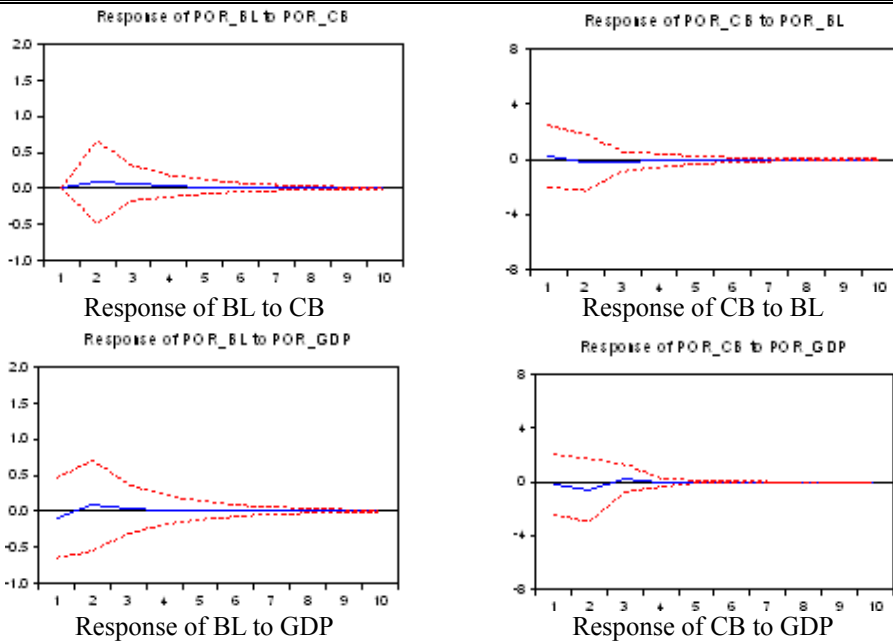 Response of POR_BL to POR_CB
2.0
1.5
1.0
0.5
0.0
-0.5
-1.0
1 2 3 4 5 6 7 8 9 10
Response of BL to CB
Response of POR_CB to POR_BL
8
4
0
-4
-8
1 2 3 4 5 6 7 8 9 10
Response of CB to BL
Response of POR_BL to POR_GDP
2.0
1.5
1.0
0.5
0.0
-0.5
-1.0
1 2 3 4 5 6 7 8 9 10
Response of BL to GDP
Response of POR_CB to POR_GDP
8
4
0
-4
-8
1 2 3 4 5 6 7 8 9 10
Response of CB to GDP